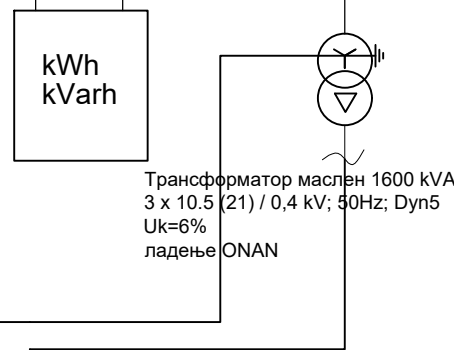 kWh
kVarh
Трансформатор маслен 1600 kVA
3 x 10.5 (21) / 0,4 kV; 50Hz; Dyn5
Uk=6%
ладење ONAN